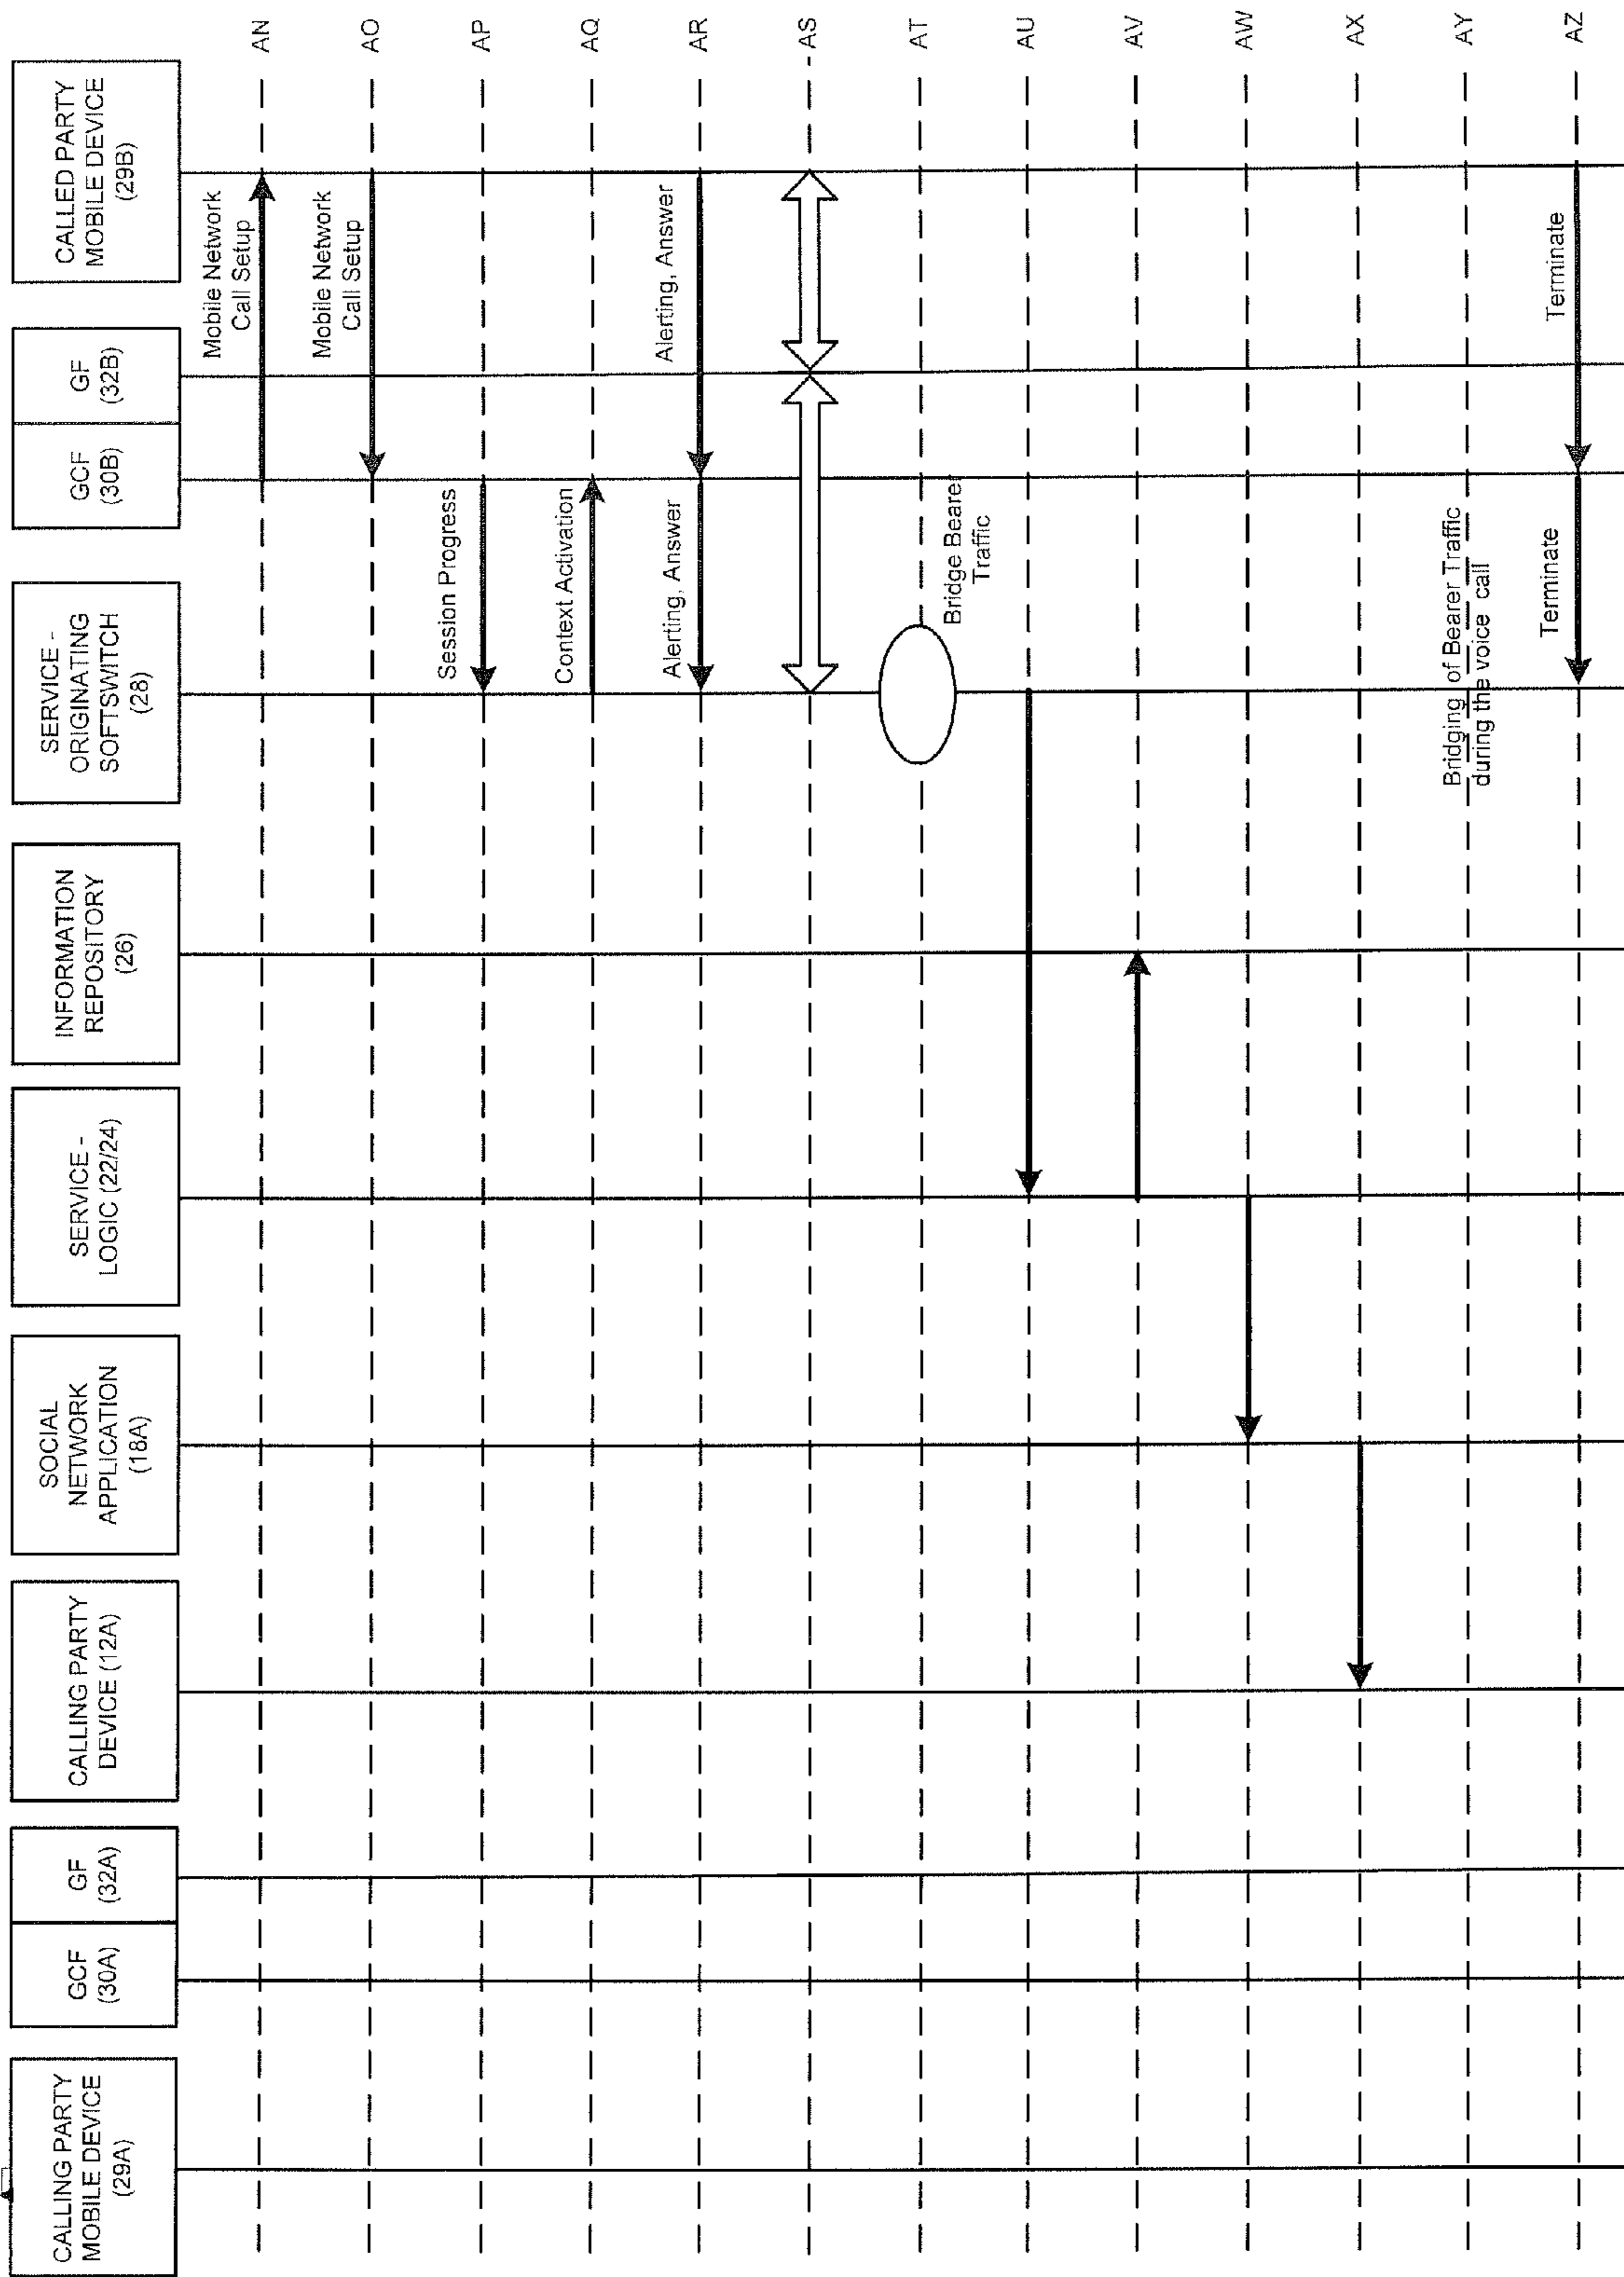 CALLING PARTY
MOBILE DEVICE
(29A)
GCF
(30A)
GF
(32A)
CALLING PARTY
DEVICE (12A)
SOCIAL
NETWORK
APPLICATION
(18A)
SERVICE -
LOGIC (22/24)
INFORMATION
REPOSITORY
(26)
SERVICE -
ORIGINATING
SOFTSWITCH
(28)
GCF
(30B)
GF
(32B)
CALLED PARTY
MOBILE DEVICE
(29B)
Mobile Network
Call Setup
AN
Mobile Network
Call Setup
AO
Session Progress
AP
Context Activation
AQ
Alerting, Answer
Alerting, Answer
AR
AS
AT
Bridge Bearer
Traffic
AU
AV
AW
AX
Bridging of Bearer Traffic
during the voice call
AY
Terminate
Terminate
AZ